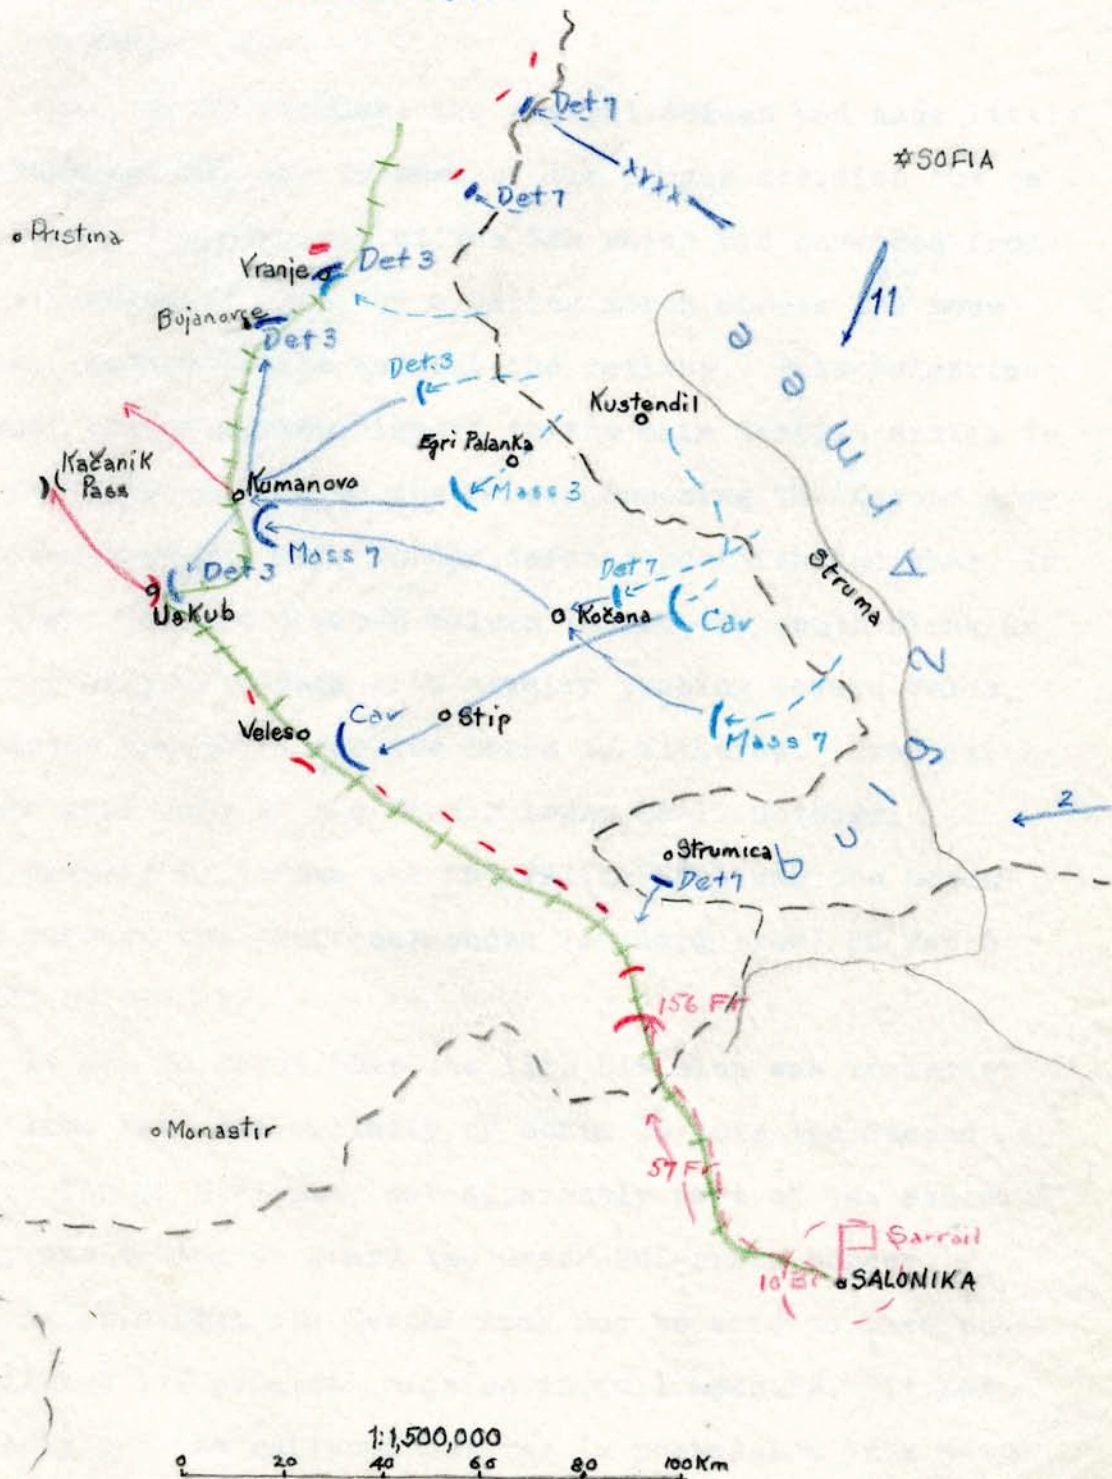 Det 7
☆SOFIA
xxxx
Det 7
Pristina
Det 3
Vranje
11
Bujanovce
Det 3
Det.3
Kustendil
Egri Palanka
Kačanik
Pass
Kumanovo
Mass 3
Mass 7
Det 7
Struma
Det 3
Uskub
Kočana
Cav
Cav
Stip
Veles
Mass 7
2
Strumica
Det 7
156 Fr
Monastir
57 Fr
Sarrail
10 Br
SALONIKA
1:1,500,000
0 20 40 60 80 100 Km